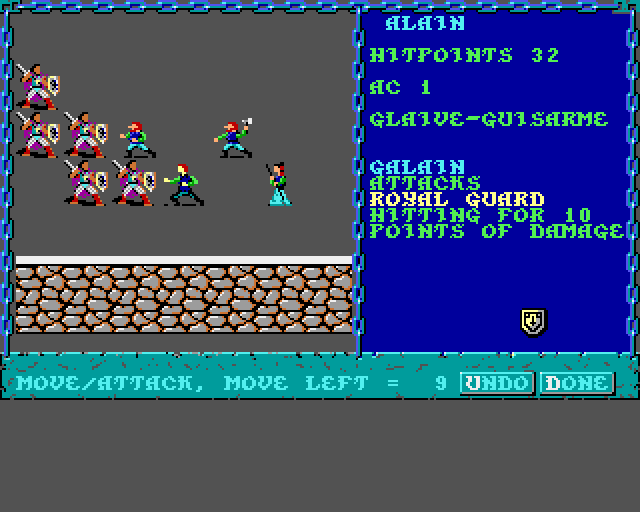 ALAIN
HITPOINTS 32
AC 1
GLAIVE-GUISARME
GALAIN
ATTACKS
ROYAL GUARD
HITTING FOR 10
POINTS OF DAMAGE
MOVE/ATTACK, MOVE LEFT = 9 UNDO DONE